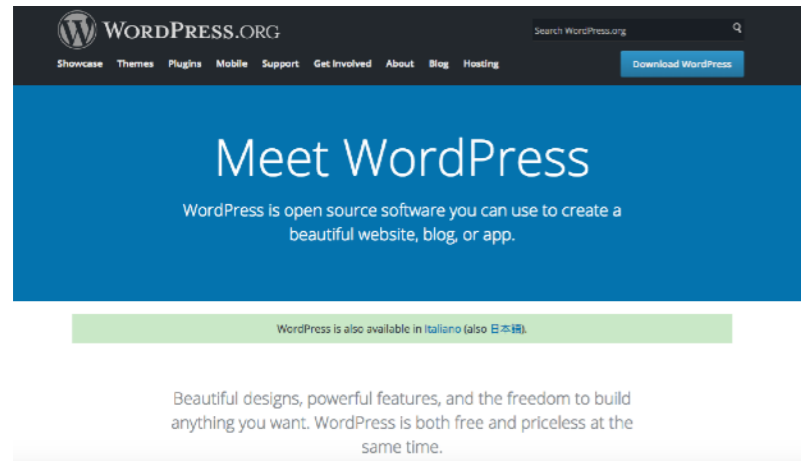 WORDPRESS.ORG
Search WordPress.org
Showcase Themes Plugins Mobile Support Get Involved About Blog Hosting
Download WordPress
Meet WordPress
WordPress is open source software you can use to create a
beautiful website, blog, or app.
WordPress is also available in Italiano (also 日本語).
Beautiful designs, powerful features, and the freedom to build
anything you want. WordPress is both free and priceless at the
same time.